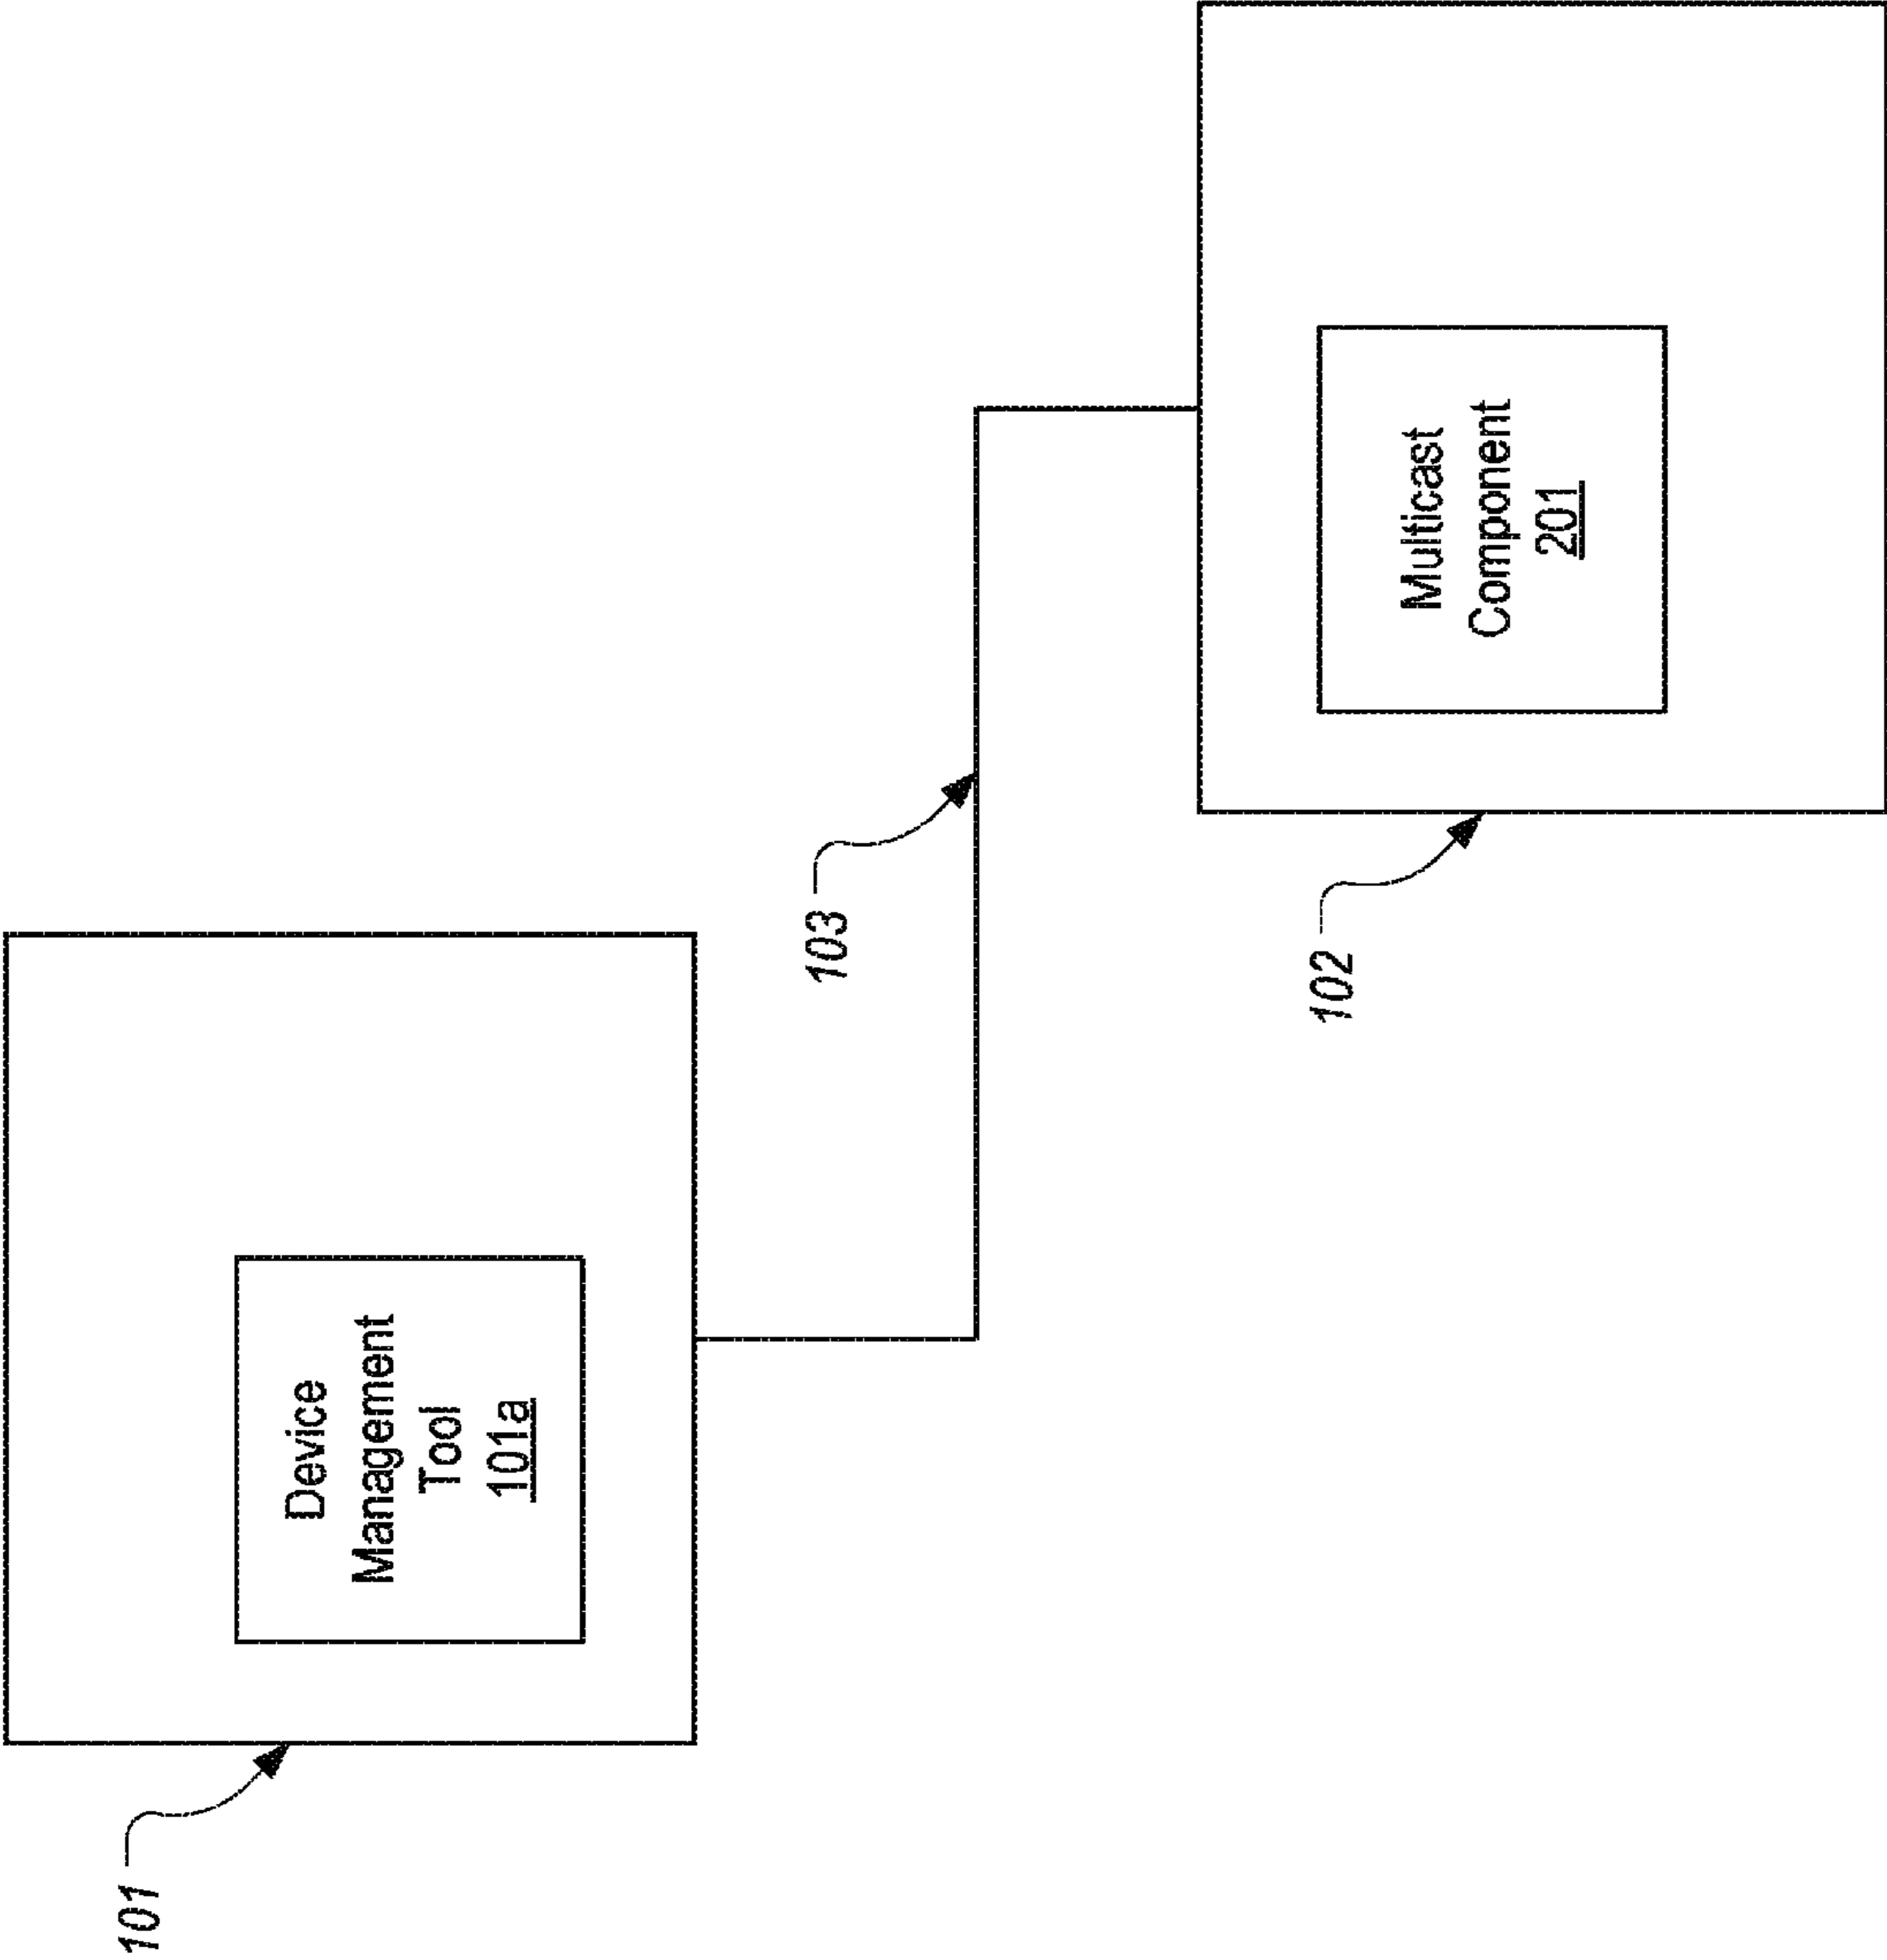 101
Device
Management
Tool
101a
103
102
Multicast
Component
201